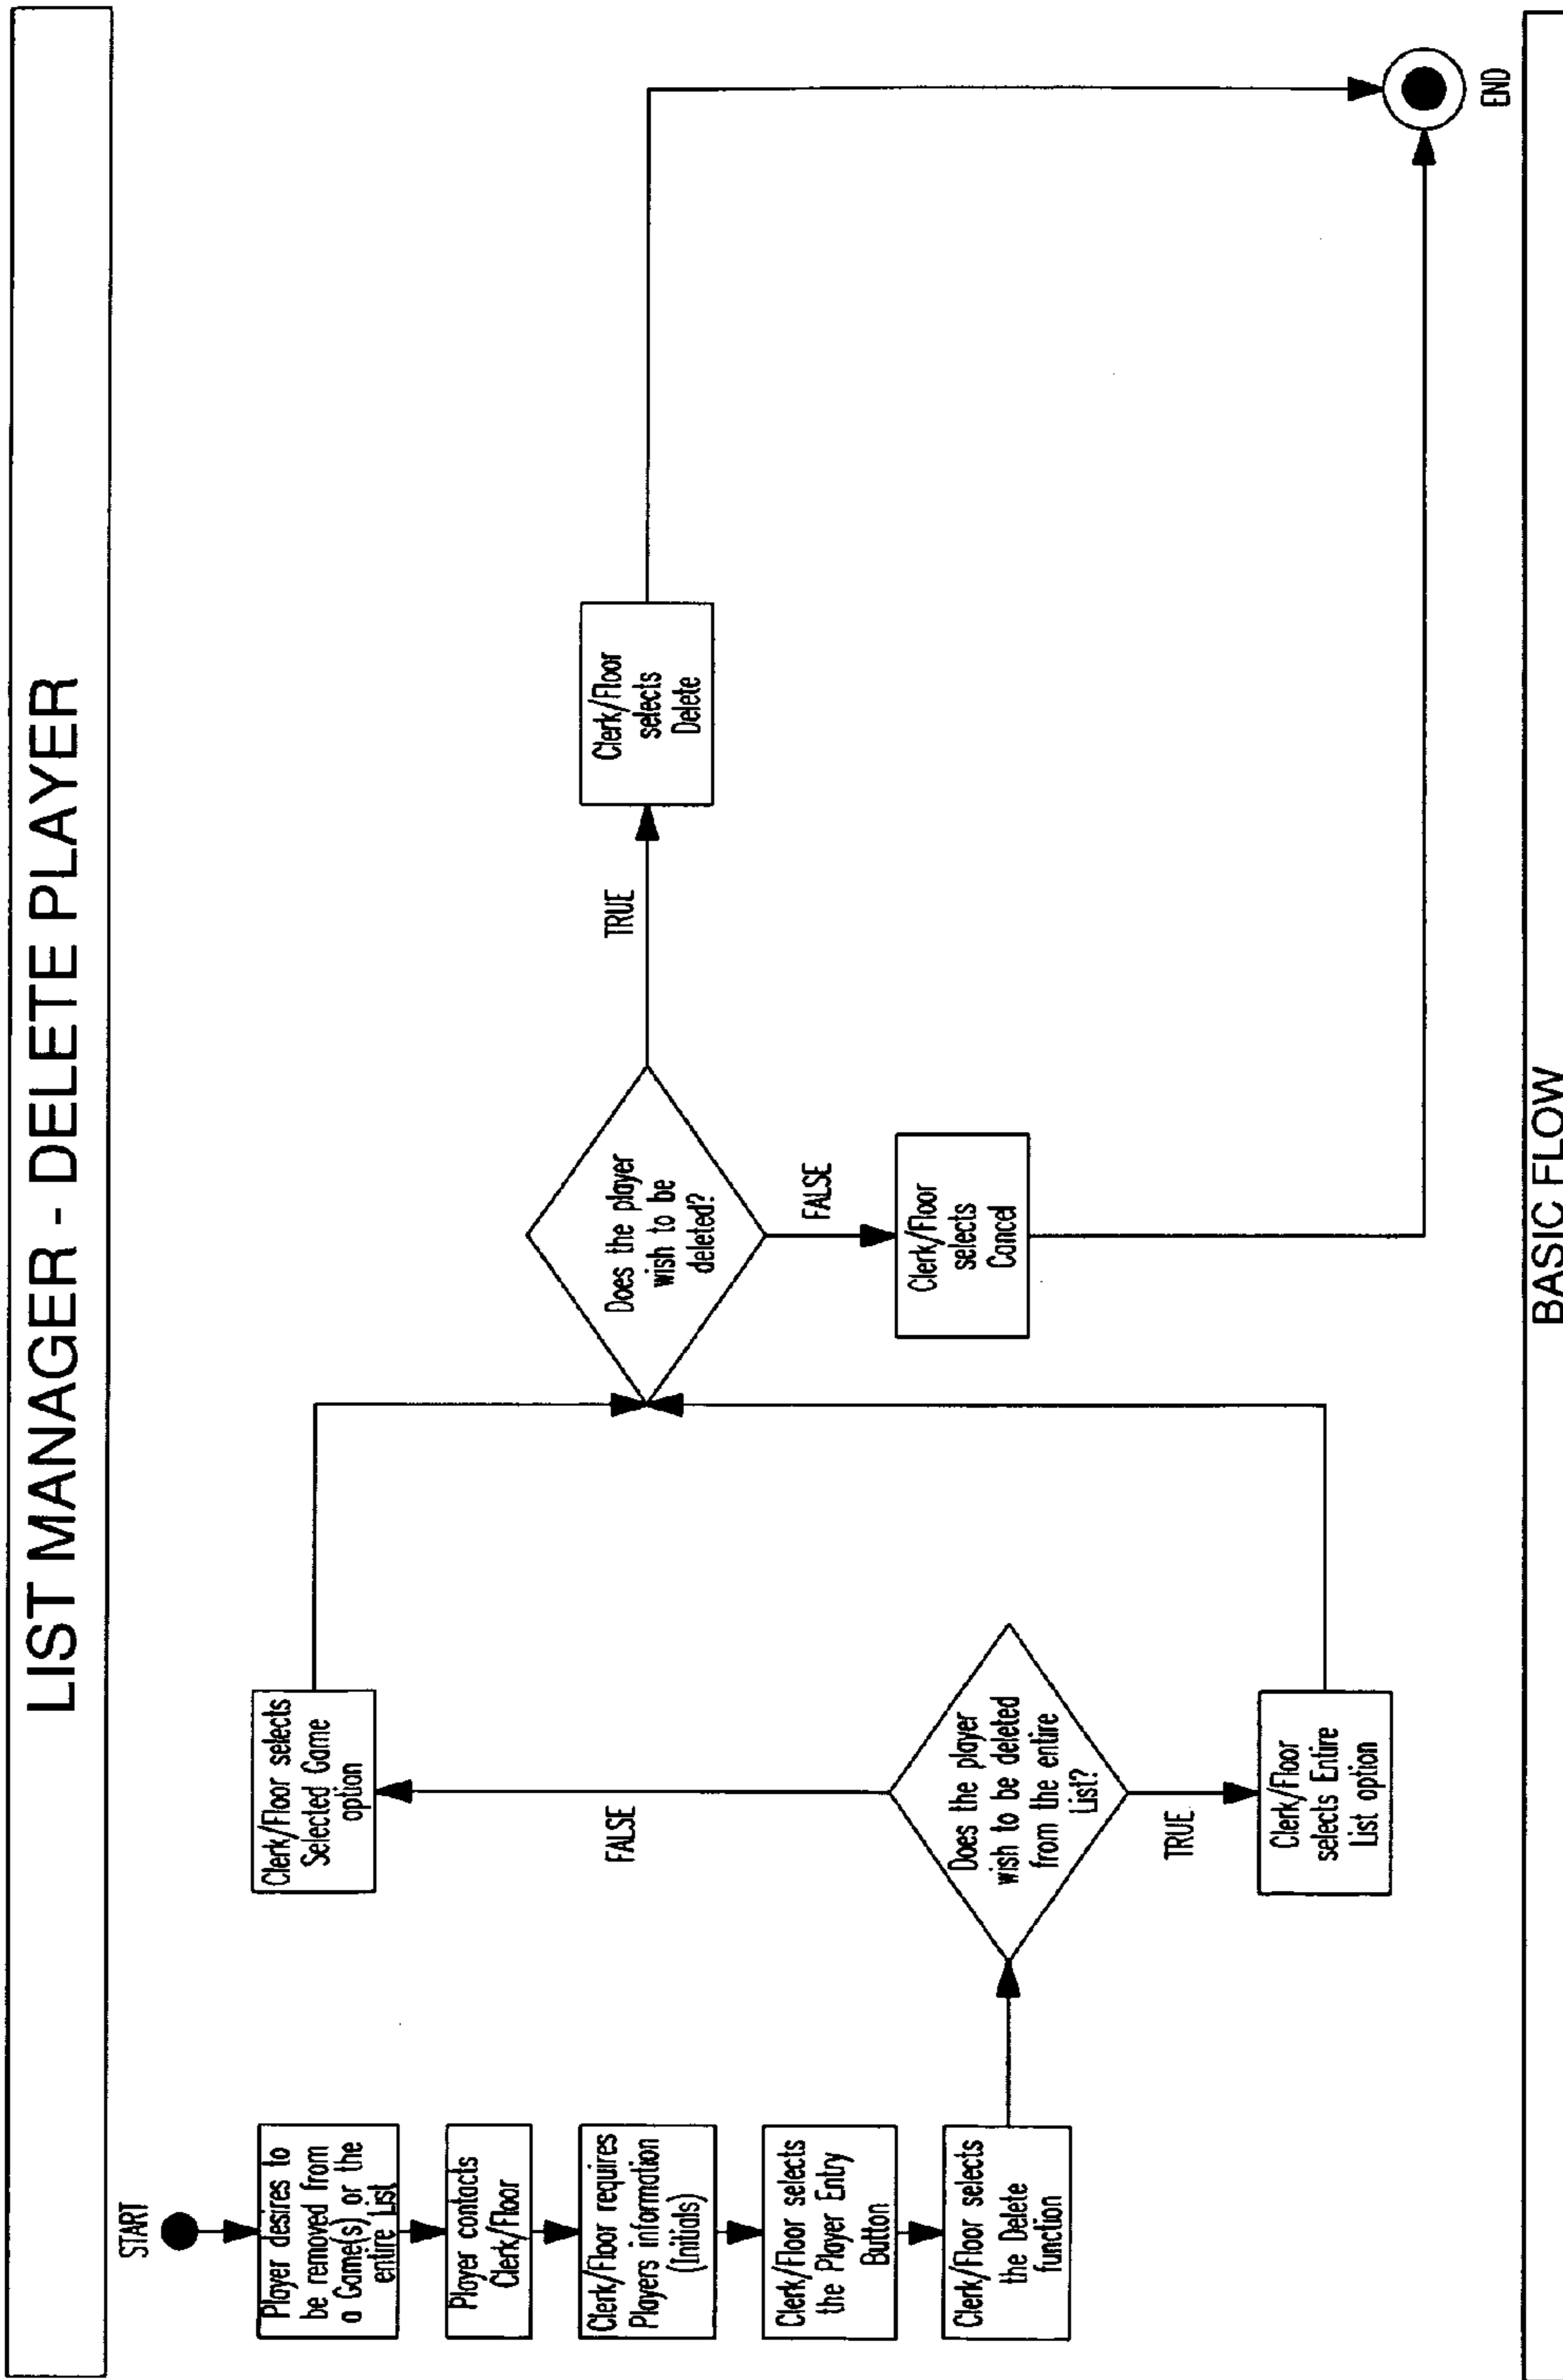 LIST MANAGER - DELETE PLAYER
START
Player desires to
be removed from
a Game(s) or the
entire List
Player contacts
Clerk/Floor
Clerk/Floor requires
Players information
(Initials)
Clerk/Floor selects
the Player Entry
Button
Clerk/Floor selects
the Delete
function
Does the player
wish to be deleted
from the entire
List?
FALSE
Clerk/Floor selects
Selected Game
option
TRUE
Clerk/Floor
selects Entire
List option
Does the player
wish to be
deleted?
TRUE
Clerk/Floor
selects
Delete
FALSE
Clerk/Floor
selects
Cancel
END
BASIC FLOW